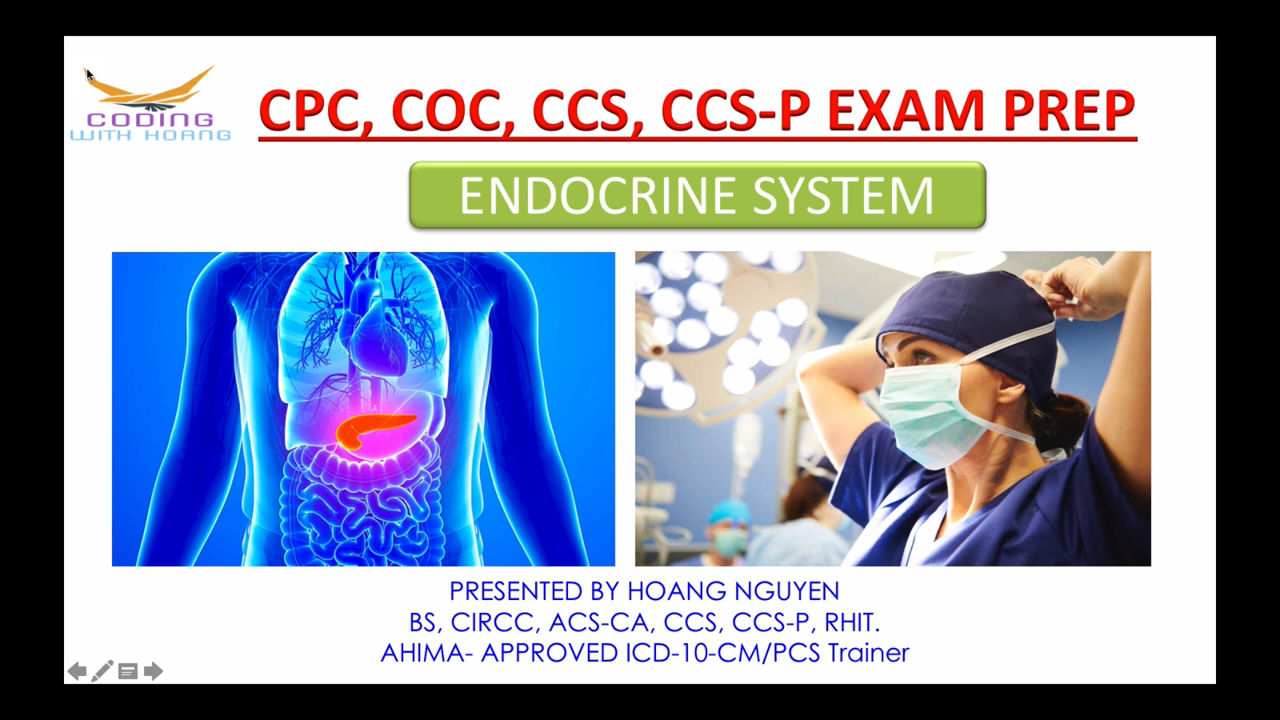 CODING
WITH HOANG
CPC, COC, CCS, CCS-P EXAM PREP
ENDOCRINE SYSTEM
PRESENTED BY HOANG NGUYEN
BS, CIRCC, ACS-CA, CCS, CCS-P, RHIT.
AHIMA- APPROVED ICD-10-CM/PCS Trainer